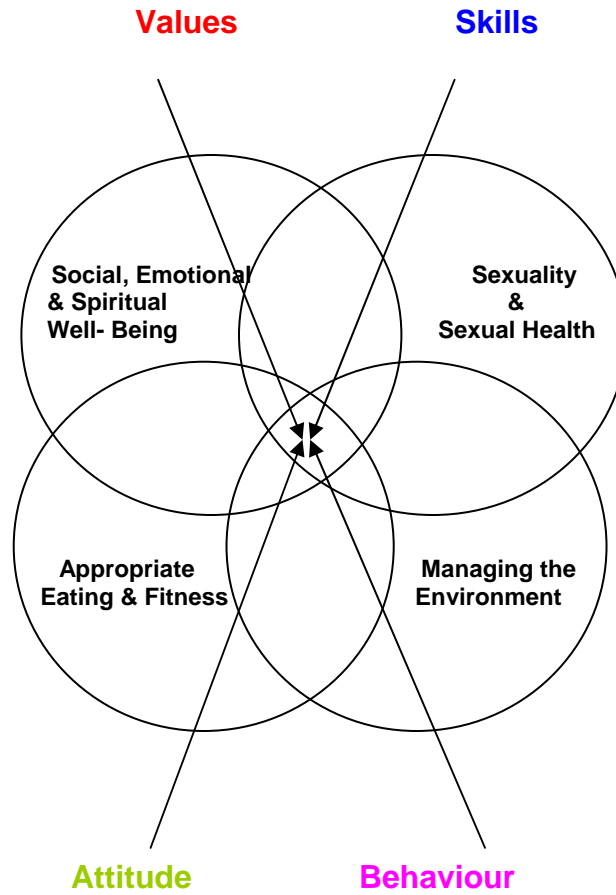 Values
Skills
Social, Emotional
& Spiritual
Well- Being
Sexuality
&
Sexual Health
Appropriate
Eating & Fitness
Managing the
Environment
Attitude
Behaviour